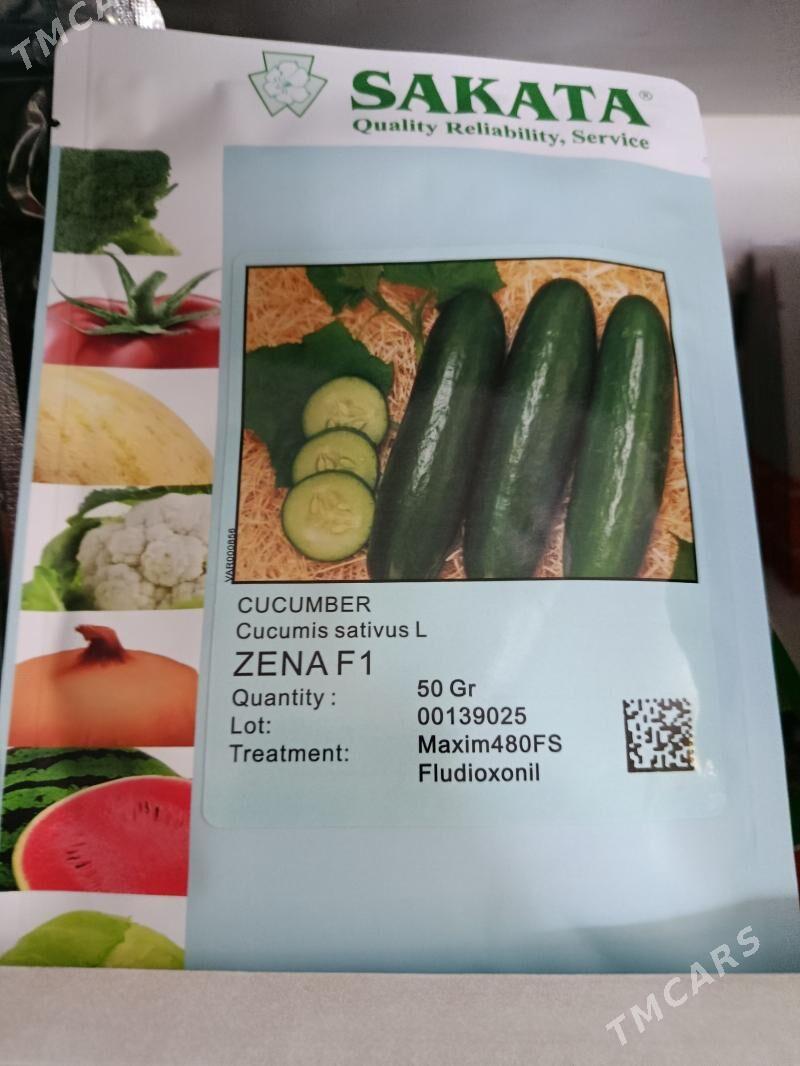 TMCARS
SAKATA®
Quality Reliability, Service
VAR000856
CUCUMBER
Cucumis sativus L
ZENA F1
Quantity : 50 Gr
Lot: 00139025
Treatment: Maxim480FS
Fludioxonil
TMCARS